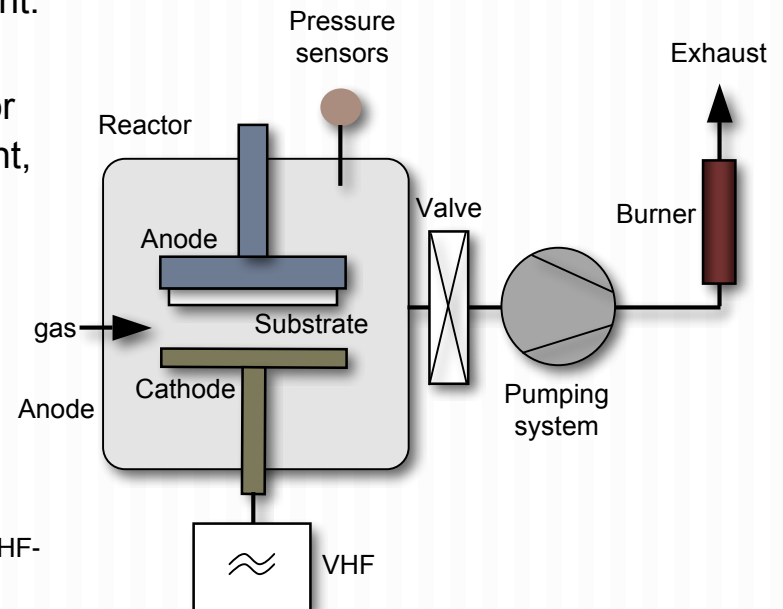 nt.
or
nt,
Pressure
sensors
Exhaust
Reactor
Valve
Burner
Anode
Substrate
gas
Cathode
Anode
Pumping
system
HF-
VHF